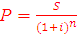 P = S / (1+i)^n